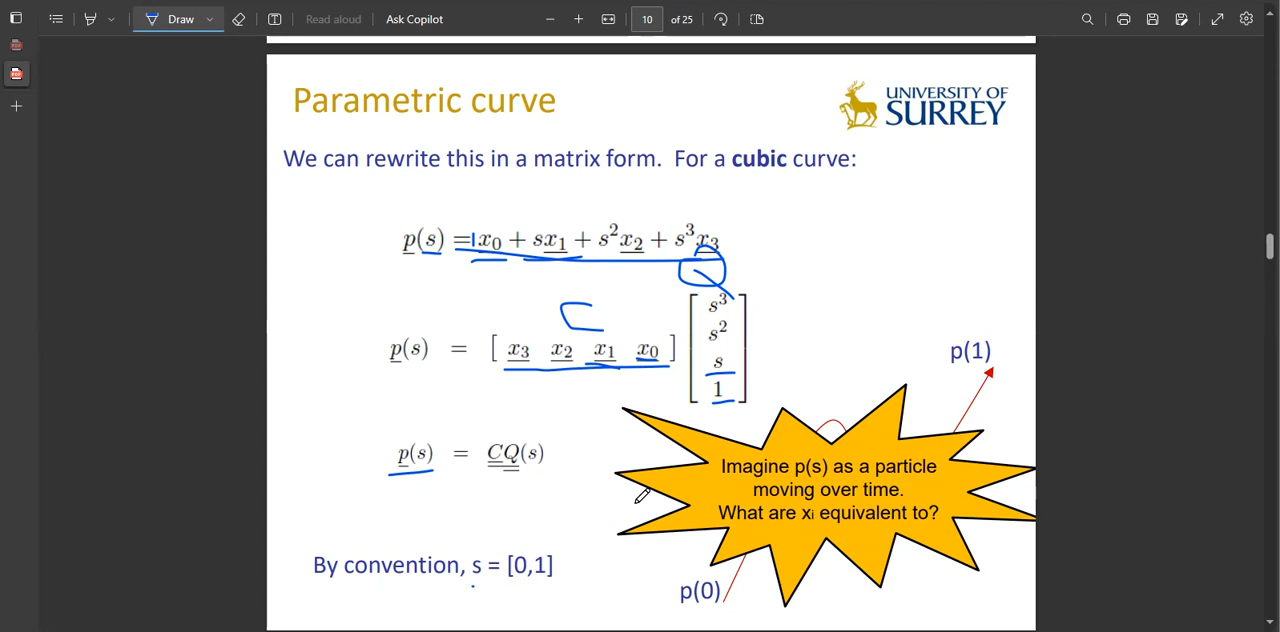 Draw
Read aloud
Ask Copilot
10 of 25
Parametric curve
UNIVERSITY OF
SURREY
We can rewrite this in a matrix form. For a cubic curve:
p(s) = 1x₀ + sx₁ + s²x₂ + s³x₃
Q
C
p(s) = [ x₃ x₂ x₁ x₀ ] [ s³
s²
s
1 ]
p(s) = CQ(s)
p(1)
Imagine p(s) as a particle
moving over time.
What are xᵢ equivalent to?
By convention, s = [0,1]
p(0)